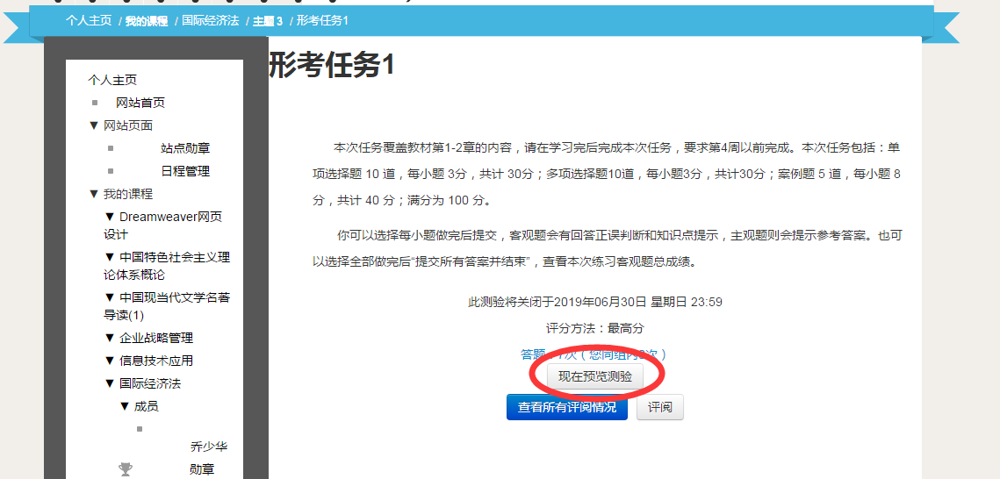 个人主页 / 我的课程 / 国际经济法 / 主题 3 / 形考任务1
形考任务1
个人主页
网站首页
▼ 网站页面
站点勋章
日程管理
▼ 我的课程
▼ Dreamweaver网页
设计
▼ 中国特色社会主义理
论体系概论
▼ 中国现当代文学名著
导读(1)
▼ 企业战略管理
▼ 信息技术应用
▼ 国际经济法
▼ 成员
乔少华
勋章
本次任务覆盖教材第1-2章的内容，请在学习完后完成本次任务，要求第4周以前完成。本次任务包括：单
项选择题 10 道，每小题 3分，共计 30分；多项选择题10道，每小题3分，共计30分；案例题 5 道，每小题 8
分，共计 40 分；满分为 100 分。
你可以选择每小题做完后提交，客观题会有回答正误判断和知识点提示，主观题则会提示参考答案。也可
以选择全部做完后“提交所有答案并结束”，查看本次练习客观题总成绩。
此测验将关闭于2019年06月30日 星期日 23:59
评分方法：最高分
答题 次（您同组内 次）
现在预览测验
查看所有评阅情况 评阅